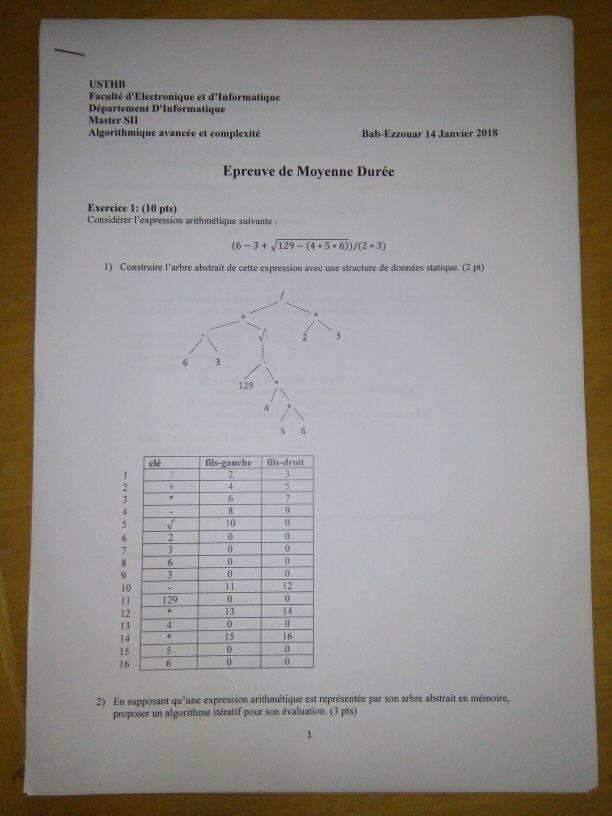 USTHB
Faculté d'Electronique et d'Informatique
Département D'Informatique
Master SII
Algorithmique avancée et complexité Bab-Ezzouar 14 Janvier 2018
Epreuve de Moyenne Durée
Exercice 1: (10 pts)
Considérer l'expression arithmétique suivante :
(6 − 3 + √129 − (4 * 5 * 6))/(2 * 3)
1) Construire l'arbre abstrait de cette expression avec une structure de données statique. (2 pt)
/
+ *
- √ 2 3
6 3 -
129 *
4 *
5 6
clé fils-gauche fils-droit
1 / 2 3
2 + 4 5
3 * 6 7
4 - 8 9
5 √ 10 0
6 2 0 0
7 3 0 0
8 6 0 0
9 3 0 0
10 - 11 12
11 129 0 0
12 * 13 14
13 4 0 0
14 * 15 16
15 5 0 0
16 6 0 0
2) En supposant qu'une expression arithmétique est représentée par son arbre abstrait en mémoire,
proposer un algorithme itératif pour son évaluation. (3 pts)
1